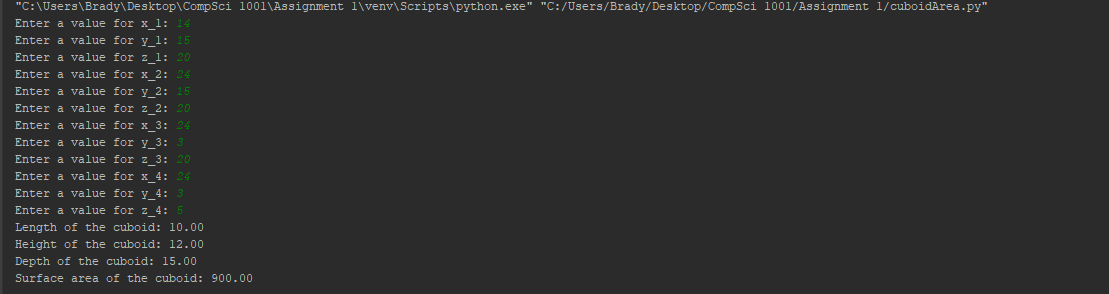 "C:\Users\Brady\Desktop\CompSci 1001\Assignment 1\venv\Scripts\python.exe" "C:/Users/Brady/Desktop/CompSci 1001/Assignment 1/cuboidArea.py"
Enter a value for x_1: 14
Enter a value for y_1: 15
Enter a value for z_1: 20
Enter a value for x_2: 24
Enter a value for y_2: 15
Enter a value for z_2: 20
Enter a value for x_3: 24
Enter a value for y_3: 3
Enter a value for z_3: 20
Enter a value for x_4: 24
Enter a value for y_4: 3
Enter a value for z_4: 5
Length of the cuboid: 10.00
Height of the cuboid: 12.00
Depth of the cuboid: 15.00
Surface area of the cuboid: 900.00